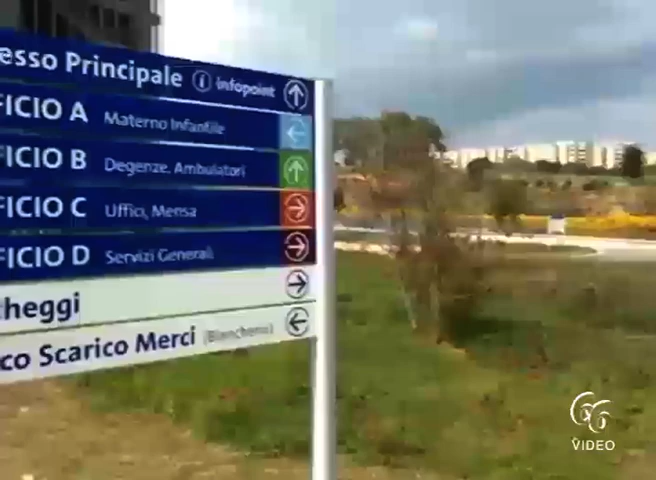 esso Principale i infopoint
FICIO A Materno Infantile
FICIO B Degenze, Ambulatori
FICIO C Uffici, Mensa
FICIO D Servizi Generali
cheggi
co Scarico Merci (Biancheria)
66
VIDEO